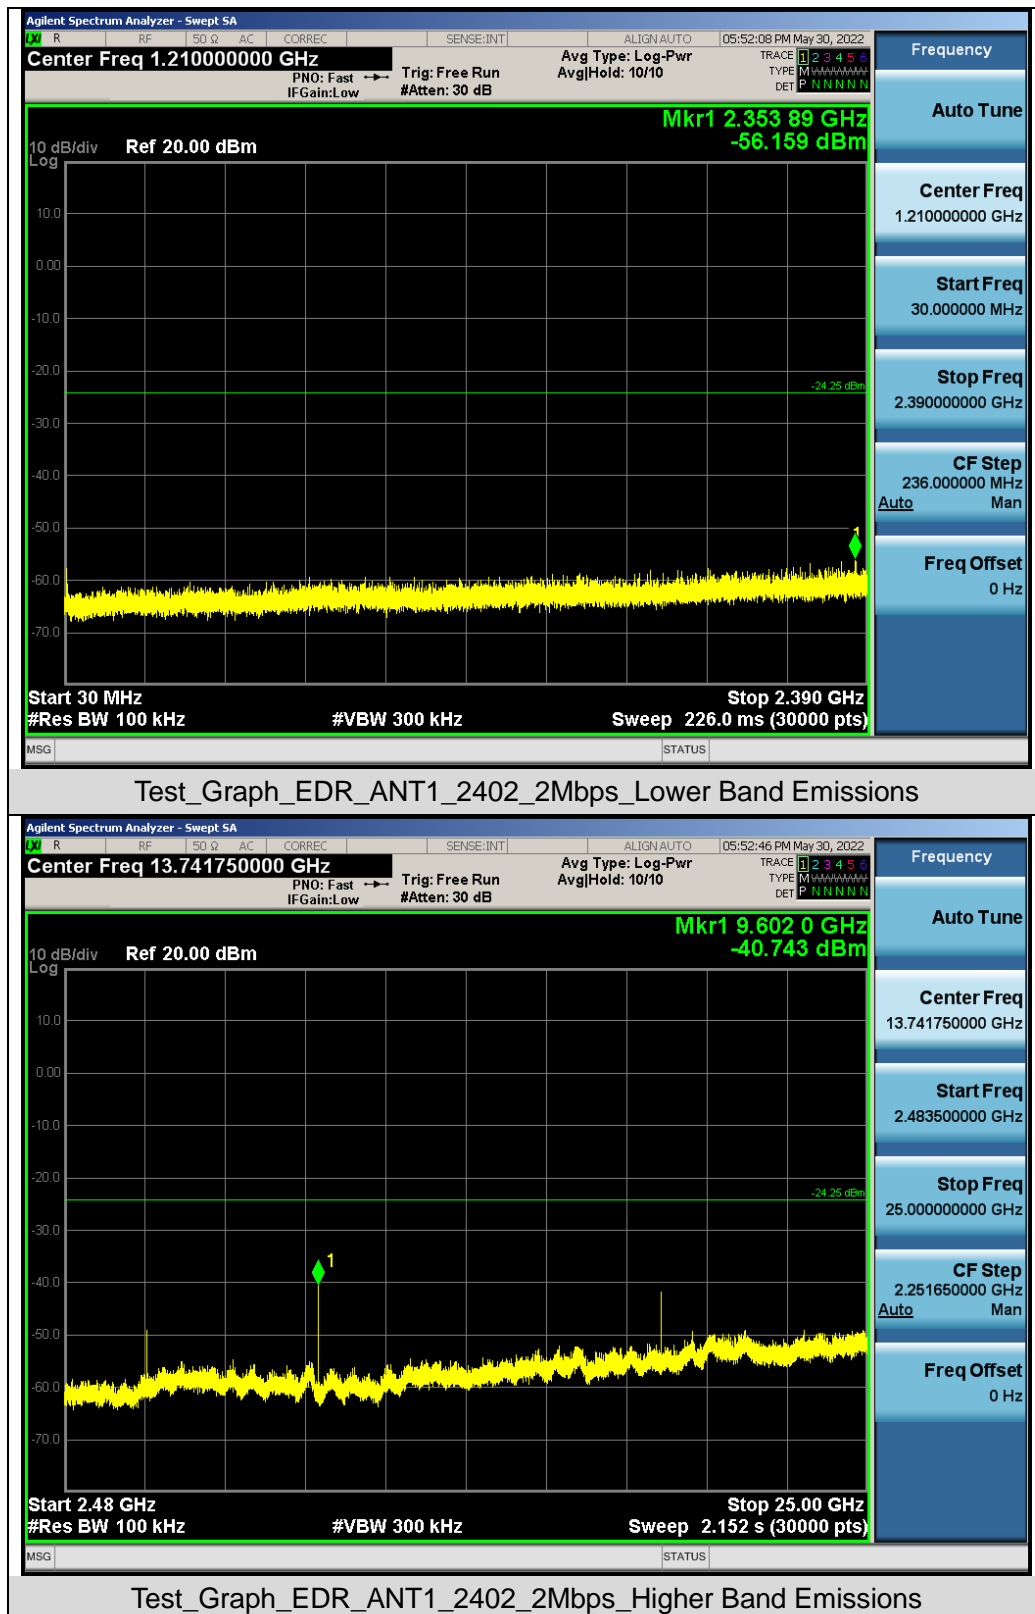 Agilent Spectrum Analyzer - Swept SA
LXI R RF 50 Ω AC CORREC SENSE:INT ALIGN AUTO 05:52:08 PM May 30, 2022
Center Freq 1.210000000 GHz
PNO: Fast
IFGain:Low
Trig: Free Run
#Atten: 30 dB
Avg Type: Log-Pwr
Avg|Hold: 10/10
TRACE 1 2 3 4 5 6
TYPE M WWWWW
DET P N N N N N
Mkr1 2.353 89 GHz
-56.159 dBm
10 dB/div Ref 20.00 dBm
Log
10.0
0.00
-10.0
-20.0
-24.25 dBm
-30.0
-40.0
-50.0
1
-60.0
-70.0
Start 30 MHz Stop 2.390 GHz
#Res BW 100 kHz #VBW 300 kHz Sweep 226.0 ms (30000 pts)
MSG STATUS
Frequency
Auto Tune
Center Freq
1.210000000 GHz
Start Freq
30.000000 MHz
Stop Freq
2.390000000 GHz
CF Step
236.000000 MHz
Auto Man
Freq Offset
0 Hz
Test_Graph_EDR_ANT1_2402_2Mbps_Lower Band Emissions
Agilent Spectrum Analyzer - Swept SA
LXI R RF 50 Ω AC CORREC SENSE:INT ALIGN AUTO 05:52:46 PM May 30, 2022
Center Freq 13.741750000 GHz
PNO: Fast
IFGain:Low
Trig: Free Run
#Atten: 30 dB
Avg Type: Log-Pwr
Avg|Hold: 10/10
TRACE 1 2 3 4 5 6
TYPE M WWWWW
DET P N N N N N
Mkr1 9.602 0 GHz
-40.743 dBm
10 dB/div Ref 20.00 dBm
Log
10.0
0.00
-10.0
-20.0
-24.25 dBm
-30.0
1
-40.0
-50.0
-60.0
-70.0
Start 2.48 GHz Stop 25.00 GHz
#Res BW 100 kHz #VBW 300 kHz Sweep 2.152 s (30000 pts)
MSG STATUS
Frequency
Auto Tune
Center Freq
13.741750000 GHz
Start Freq
2.483500000 GHz
Stop Freq
25.000000000 GHz
CF Step
2.251650000 GHz
Auto Man
Freq Offset
0 Hz
Test_Graph_EDR_ANT1_2402_2Mbps_Higher Band Emissions